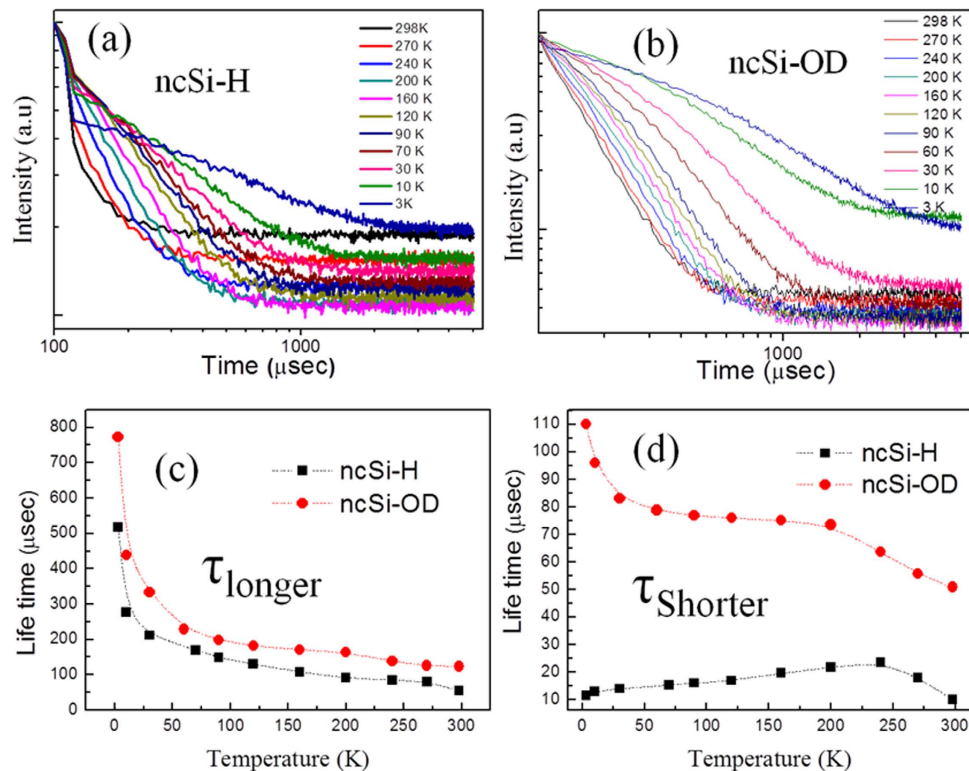 (a)
ncSi-H
298K
270 K
240 K
200 K
160 K
120 K
90 K
70 K
30 K
10 K
3K
Intensity (a.u)
100
1000
Time (μsec)
(b)
ncSi-OD
298 K
270 K
240 K
200 K
160 K
120 K
90 K
60 K
30 K
10 K
3 K
Intensity (a.u)
1000
Time (μsec)
(c)
ncSi-H
ncSi-OD
τlonger
Life time (μsec)
800
700
600
500
400
300
200
100
0
0 50 100 150 200 250 300
Temperature (K)
(d)
ncSi-H
ncSi-OD
τShorter
Life time (μsec)
110
100
90
80
70
60
50
40
30
20
10
0 50 100 150 200 250 300
Temperature (K)